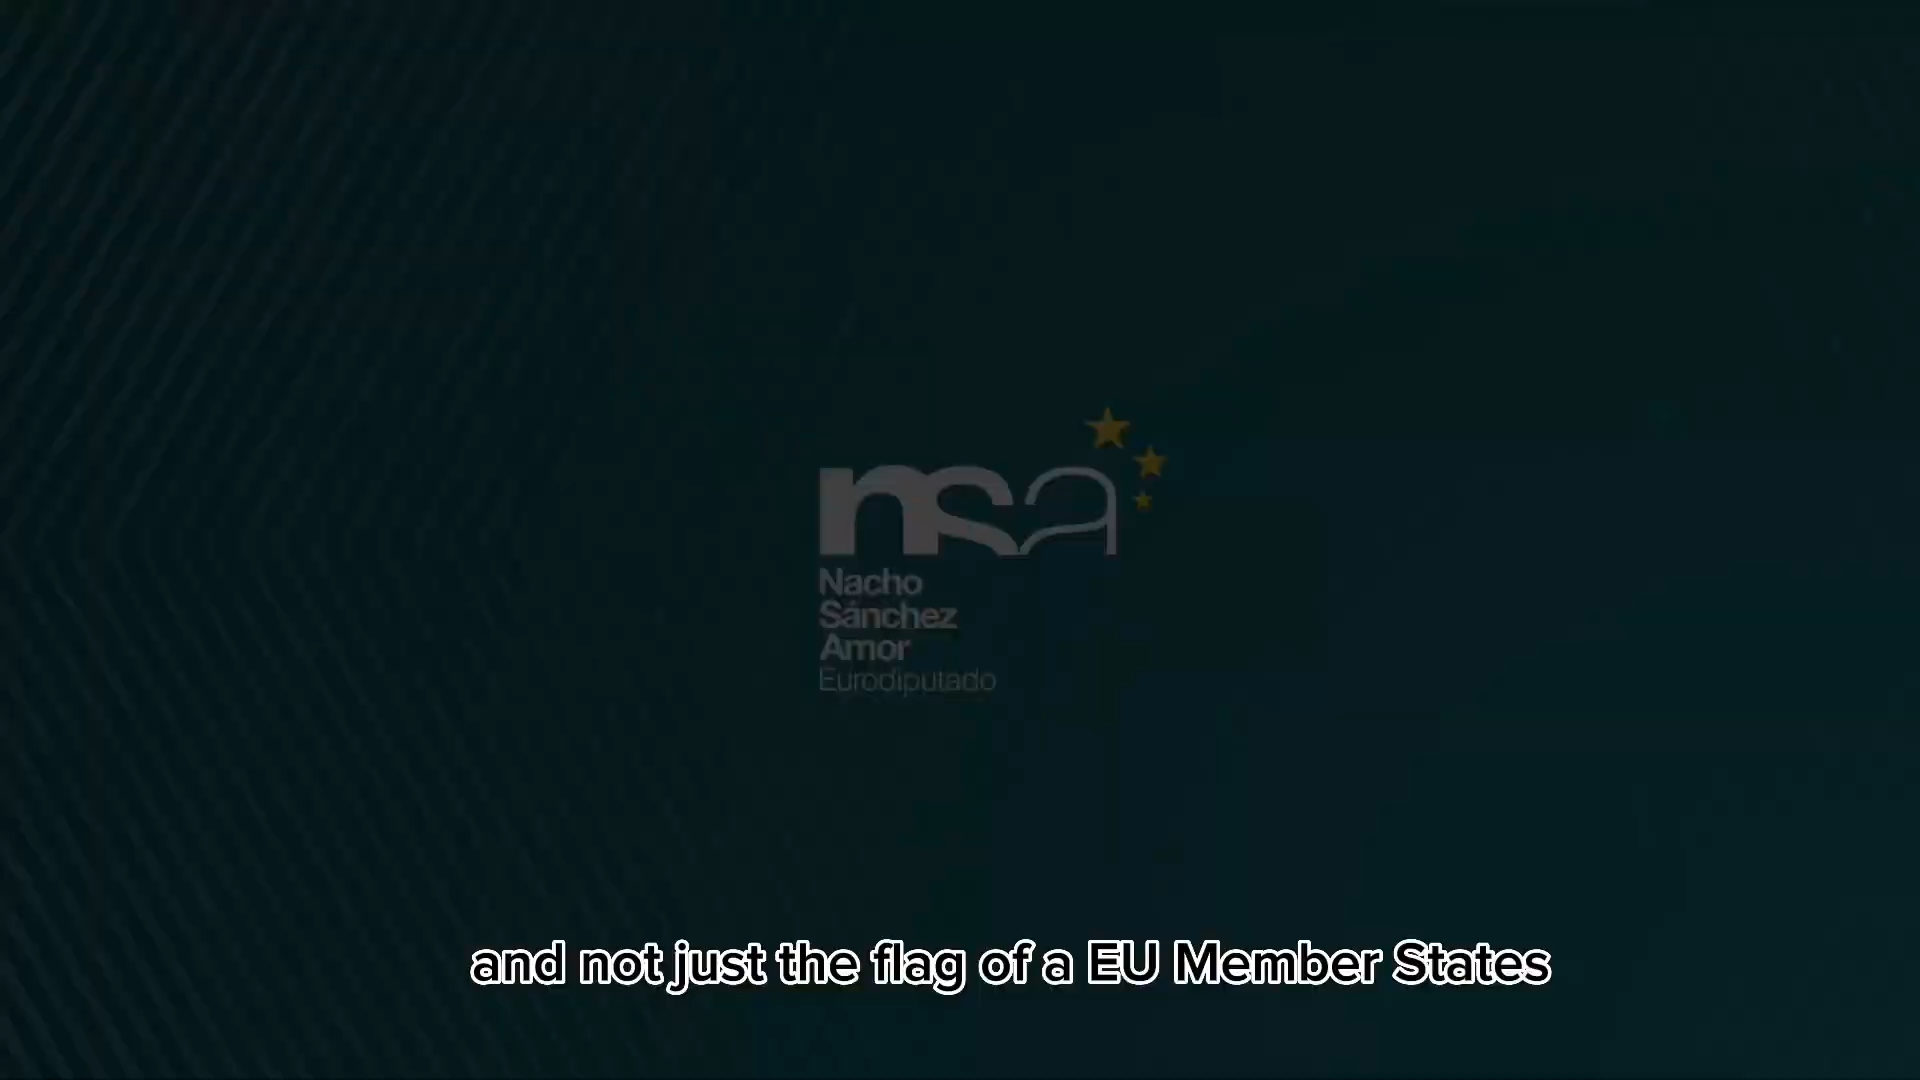 nsa
Nacho
Sánchez
Amor
Eurodiputado
and not just the flag of a EU Member States